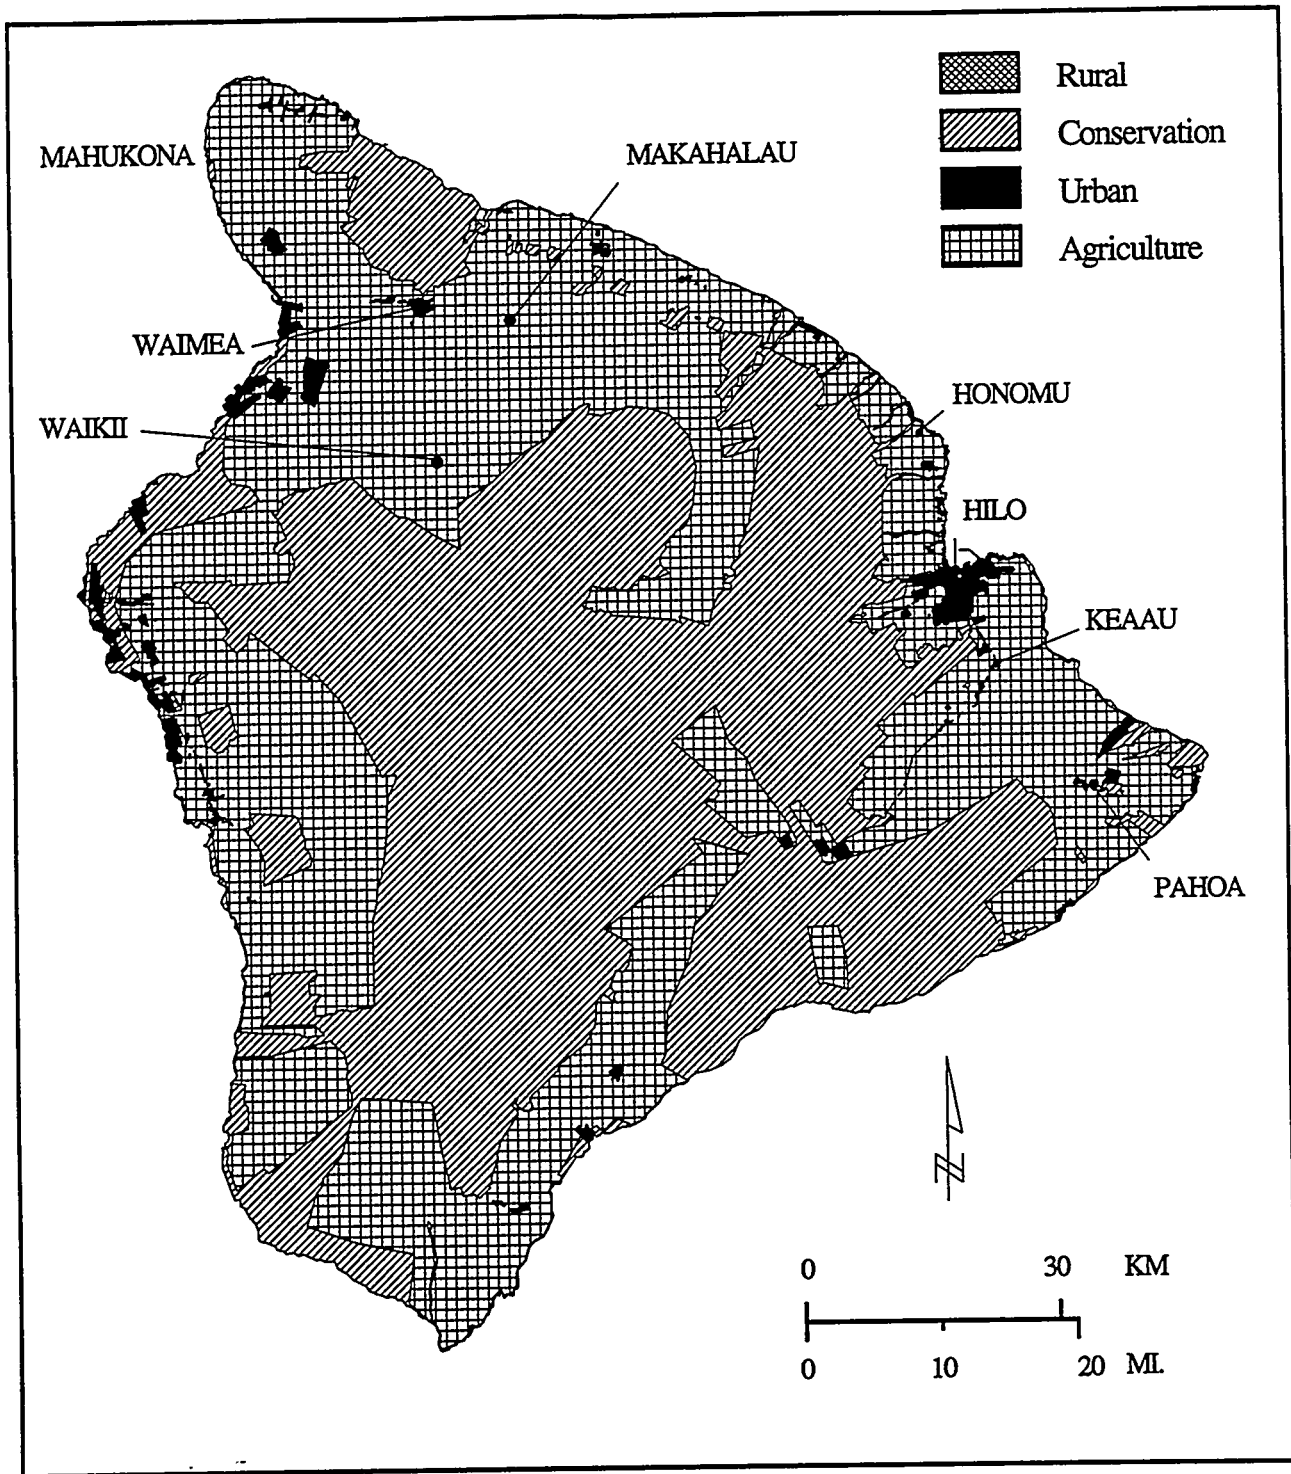 Rural
Conservation
Urban
Agriculture
MAHUKONA
MAKAHALAU
WAIMEA
WAIKII
HONOMU
HILO
KEAAU
PAHOA
N
0 30 KM
0 10 20 MI.